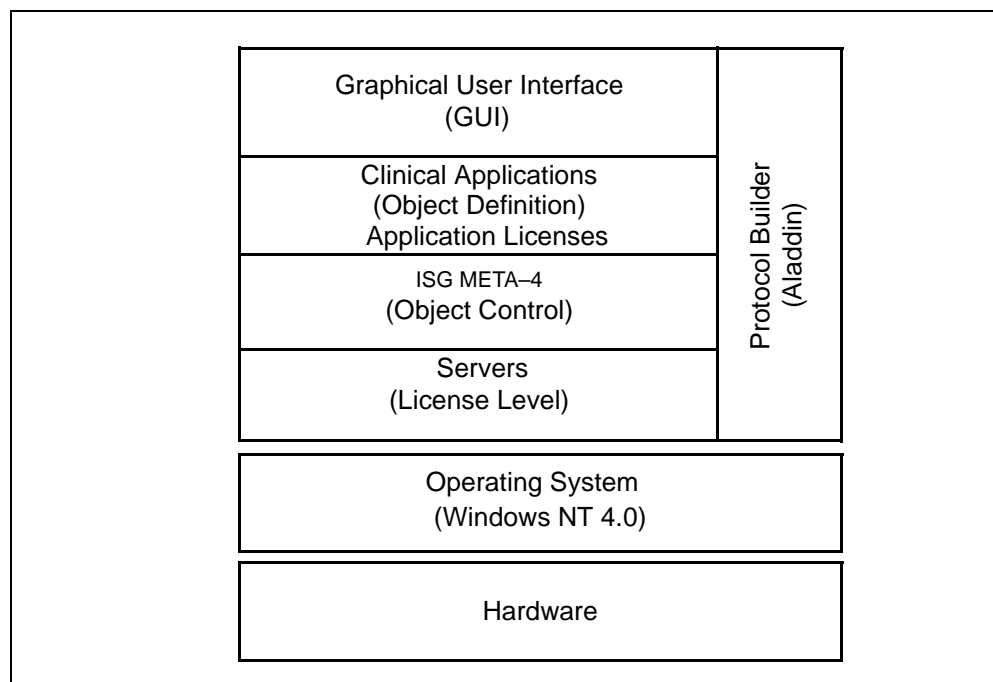 Graphical User Interface
(GUI)
Clinical Applications
(Object Definition)
Application Licenses
ISG META–4
(Object Control)
Servers
(License Level)
Protocol Builder
(Aladdin)
Operating System
(Windows NT 4.0)
Hardware